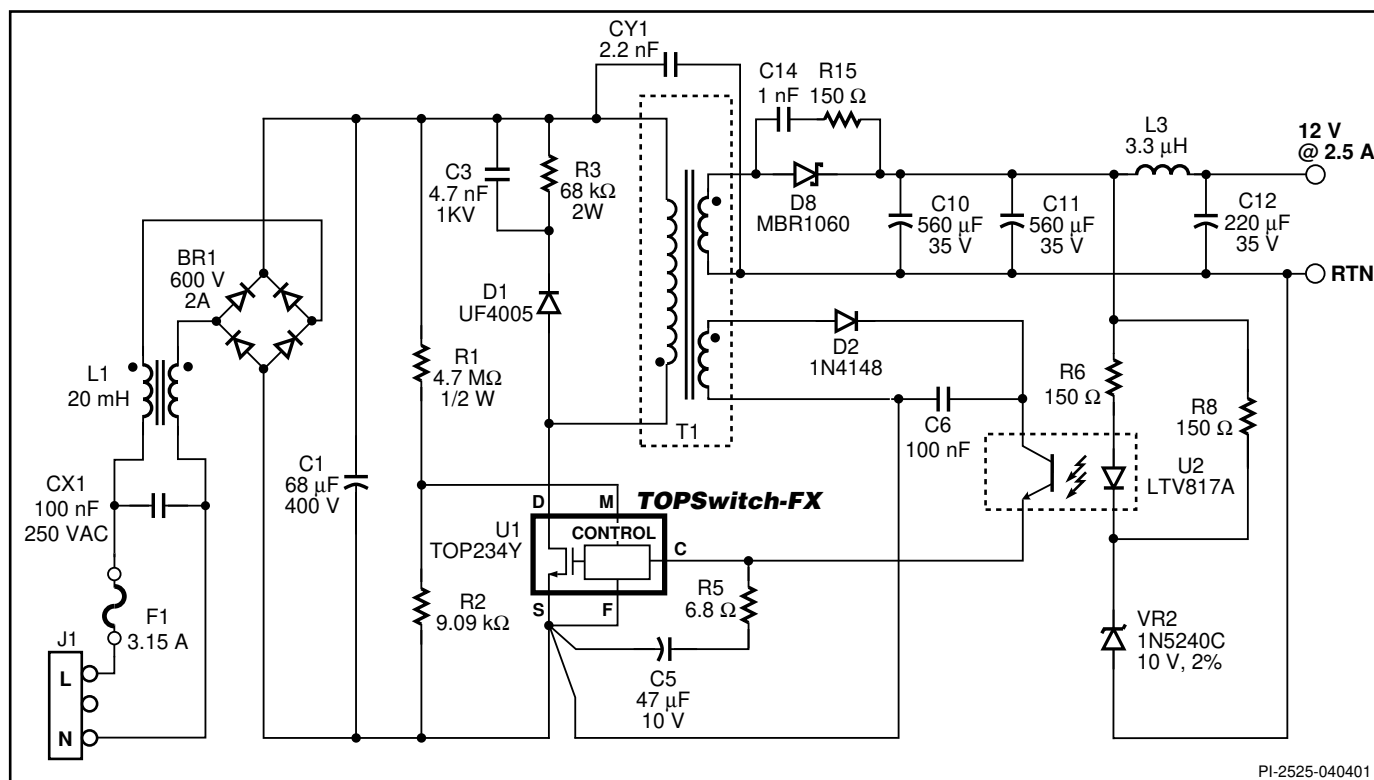 CY1
2.2 nF
C14
1 nF
R15
150 Ω
L3
3.3 µH
12 V
@ 2.5 A
C3
4.7 nF
1KV
R3
68 kΩ
2W
D8
MBR1060
C10
560 µF
35 V
C11
560 µF
35 V
C12
220 µF
35 V
RTN
BR1
600 V
2A
D1
UF4005
D2
1N4148
L1
20 mH
R1
4.7 MΩ
1/2 W
T1
C6
100 nF
R6
150 Ω
R8
150 Ω
U2
LTV817A
CX1
100 nF
250 VAC
C1
68 µF
400 V
TOPSwitch-FX
D
M
U1
TOP234Y
CONTROL
C
S
F
R2
9.09 kΩ
R5
6.8 Ω
C5
47 µF
10 V
VR2
1N5240C
10 V, 2%
F1
3.15 A
J1
L
N
PI-2525-040401